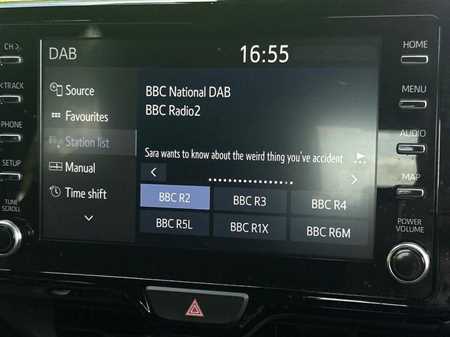 DAB
16:55
CH
TRACK
PHONE
SETUP
TUNE
SCROLL
Source
Favourites
Station list
Manual
Time shift
BBC National DAB
BBC Radio2
Sara wants to know about the weird thing you've accident
BBC R2
BBC R3
BBC R4
BBC R5L
BBC R1X
BBC R6M
HOME
MENU
AUDIO
MAP
POWER
VOLUME